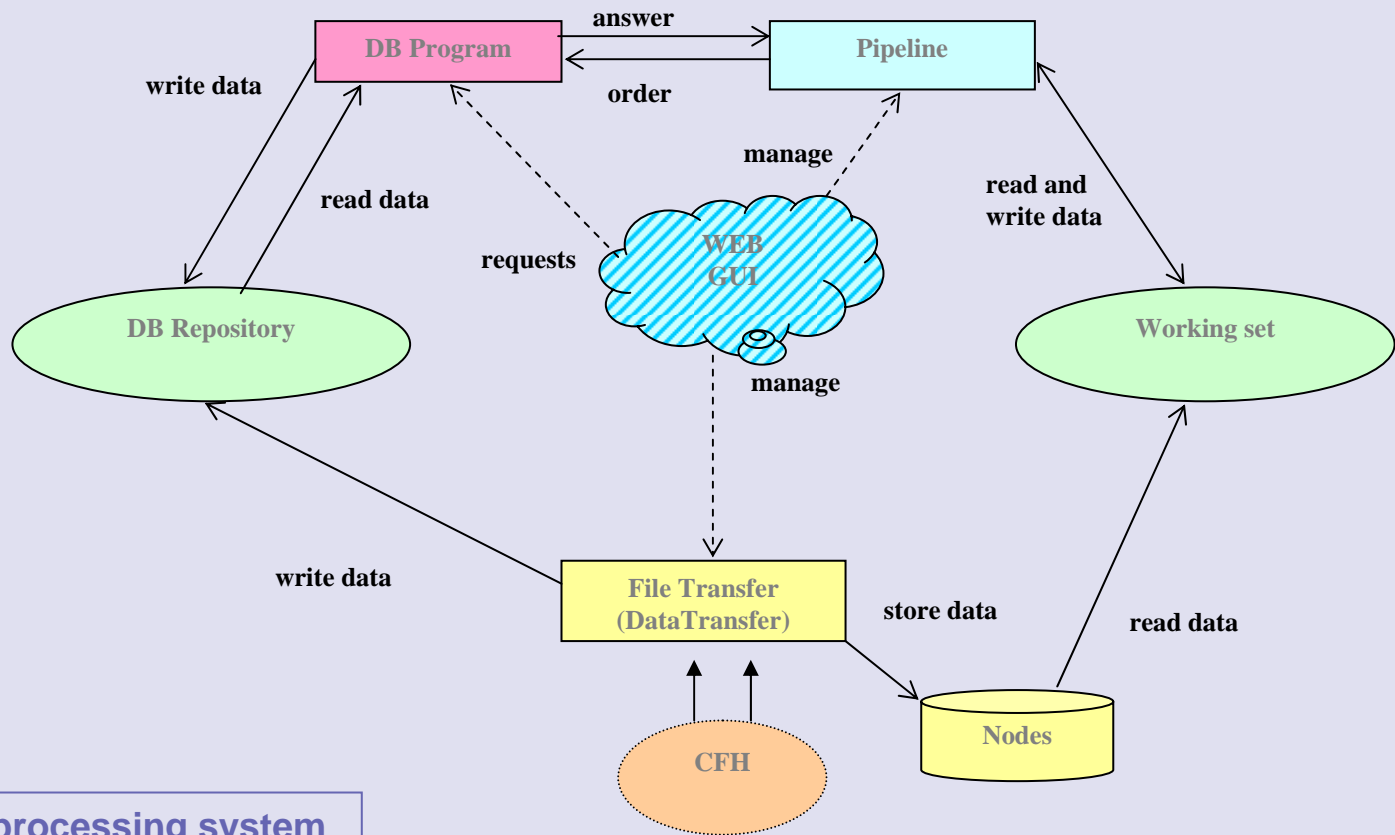 answer
DB Program
Pipeline
write data
order
manage
read data
read and
write data
requests
WEB
GUI
DB Repository
Working set
manage
write data
File Transfer
(DataTransfer)
store data
read data
Nodes
CFH
processing system